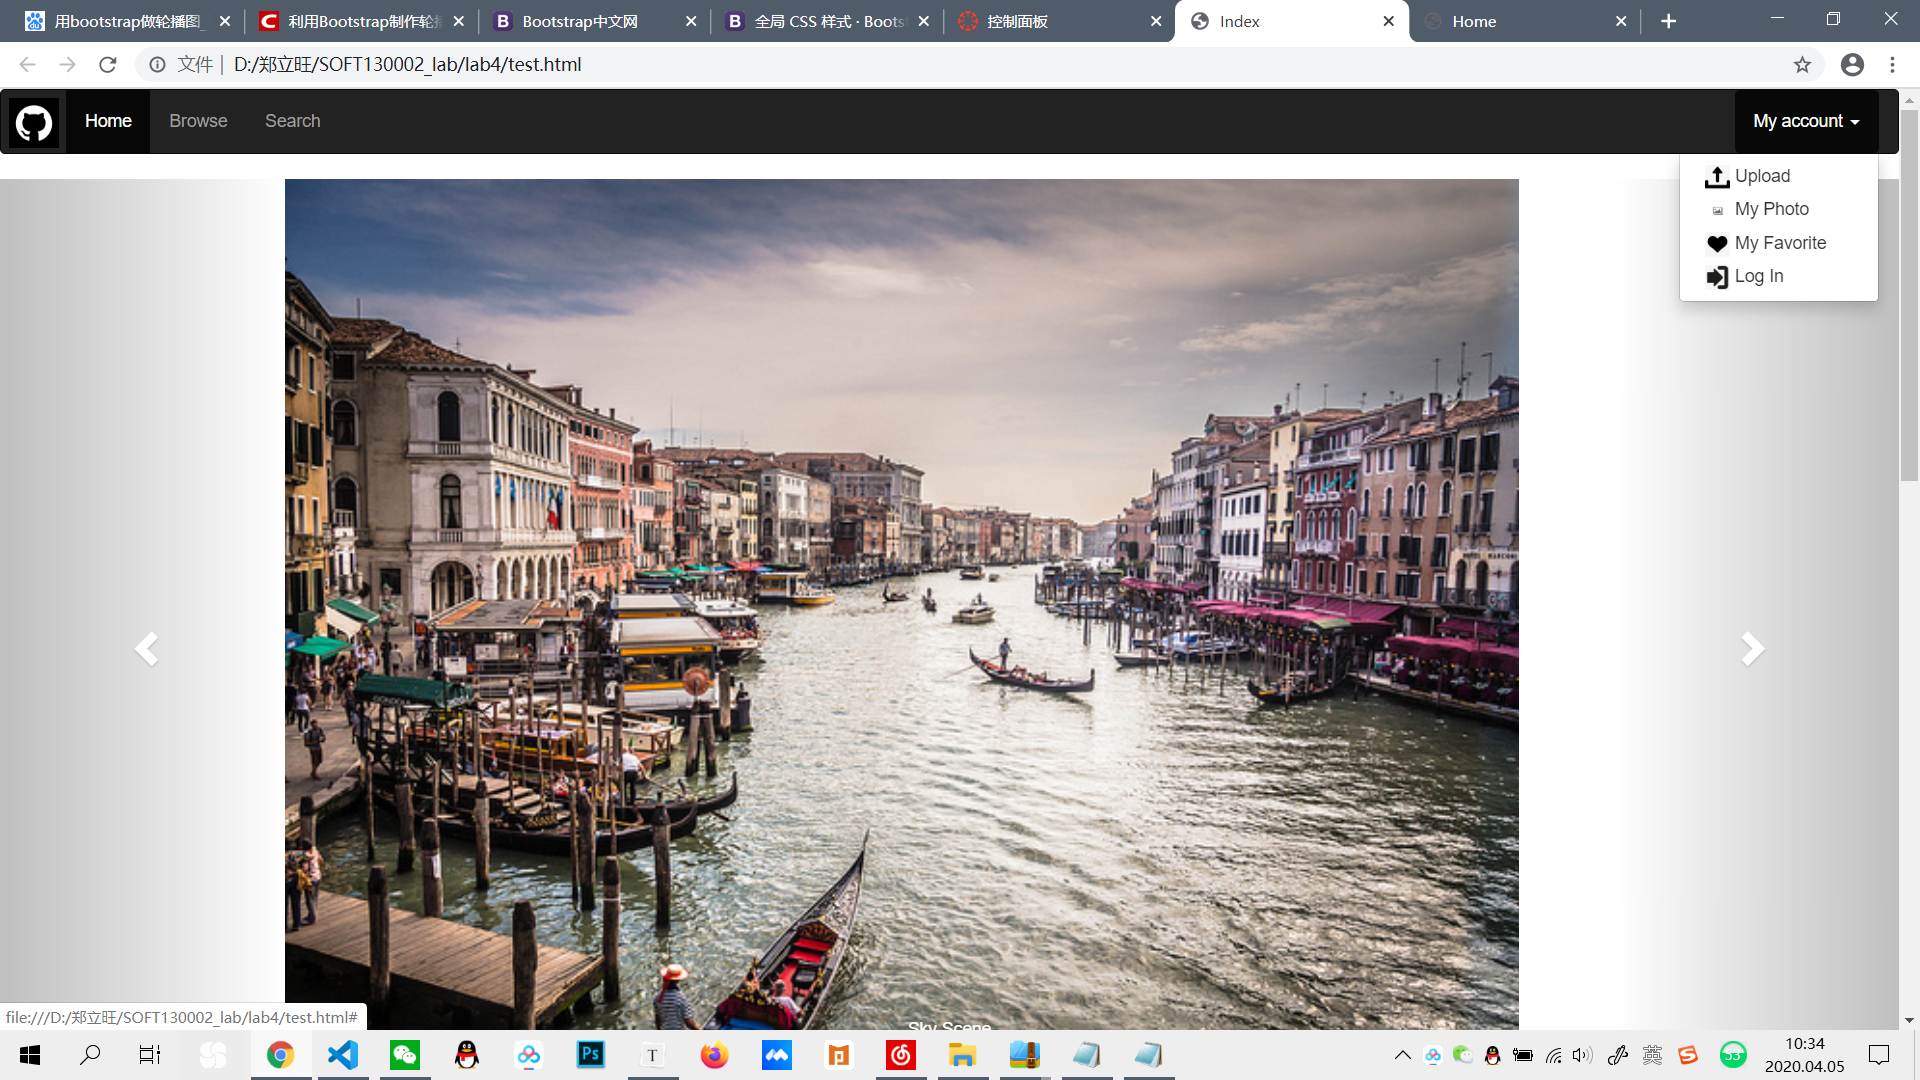 用bootstrap做轮播图_
利用Bootstrap制作轮播
Bootstrap中文网
全局 CSS 样式 · Boots
控制面板
Index
Home
文件 | D:/郑立旺/SOFT130002_lab/lab4/test.html
Home
Browse
Search
My account
Upload
My Photo
My Favorite
Log In
Sky Scene
file:///D:/郑立旺/SOFT130002_lab/lab4/test.html#
Ps
T
英
53
10:34
2020.04.05